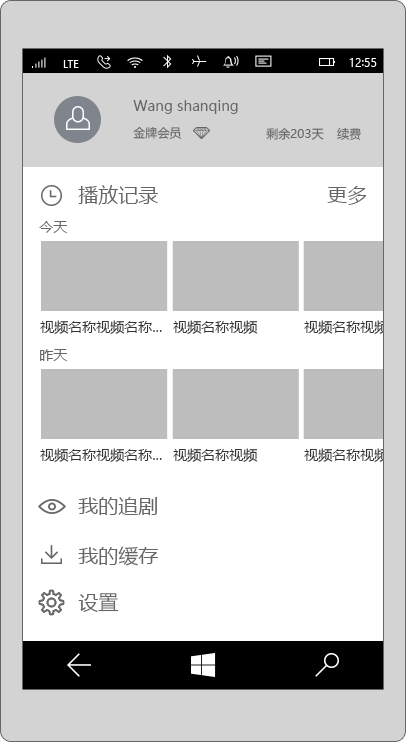 LTE 12:55
Wang shanqing
金牌会员 剩余203天 续费
播放记录 更多
今天
视频名称视频名称... 视频名称视频 视频名称视频
昨天
视频名称视频名称... 视频名称视频 视频名称视频
我的追剧
我的缓存
设置